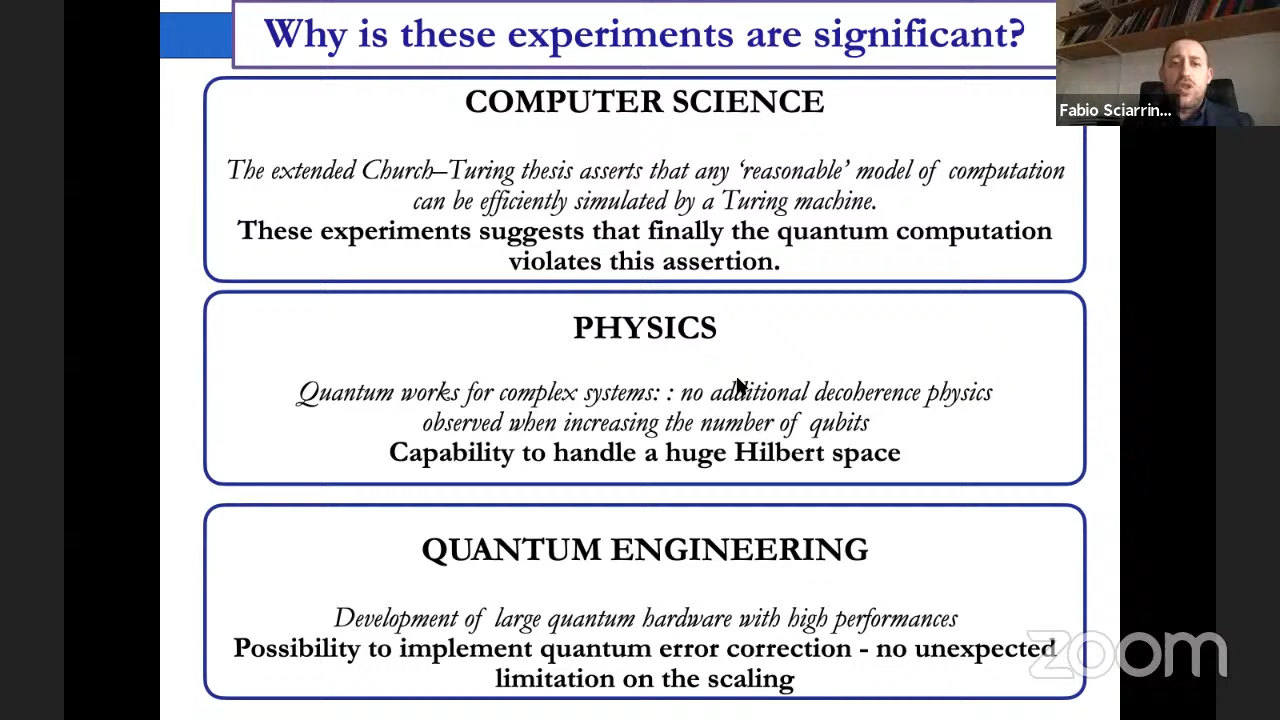 Why is these experiments are significant?
Fabio Sciarrin...
COMPUTER SCIENCE
The extended Church–Turing thesis asserts that any ‘reasonable’ model of computation
can be efficiently simulated by a Turing machine.
These experiments suggests that finally the quantum computation
violates this assertion.
PHYSICS
Quantum works for complex systems: : no additional decoherence physics
observed when increasing the number of qubits
Capability to handle a huge Hilbert space
QUANTUM ENGINEERING
Development of large quantum hardware with high performances
Possibility to implement quantum error correction - no unexpected
limitation on the scaling
zoom